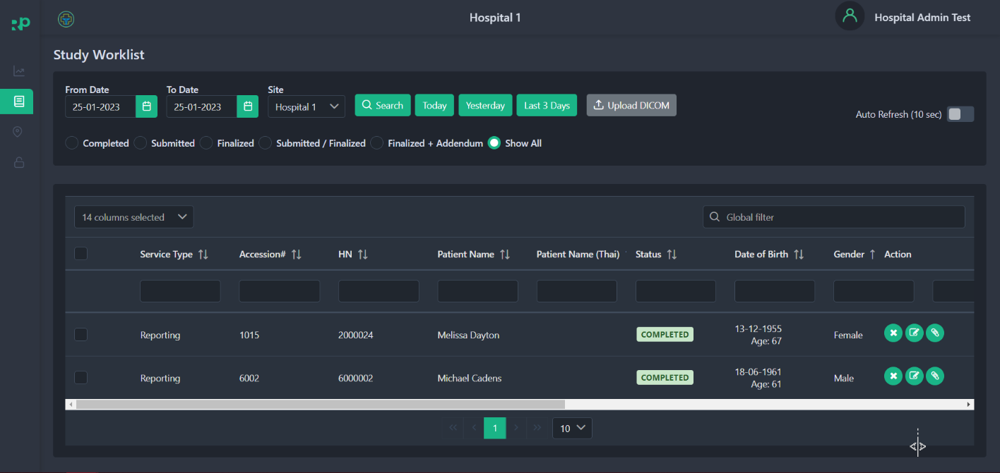 rp
Hospital 1
Hospital Admin Test
Study Worklist
From Date To Date Site
25-01-2023 25-01-2023 Hospital 1 Search Today Yesterday Last 3 Days Upload DICOM
Auto Refresh (10 sec)
Completed Submitted Finalized Submitted / Finalized Finalized + Addendum Show All
14 columns selected Global filter
Service Type Accession# HN Patient Name Patient Name (Thai) Status Date of Birth Gender Action
Reporting 1015 2000024 Melissa Dayton COMPLETED 13-12-1955 Female
Age: 67
Reporting 6002 6000002 Michael Cadens COMPLETED 18-06-1961 Male
Age: 61
1 10